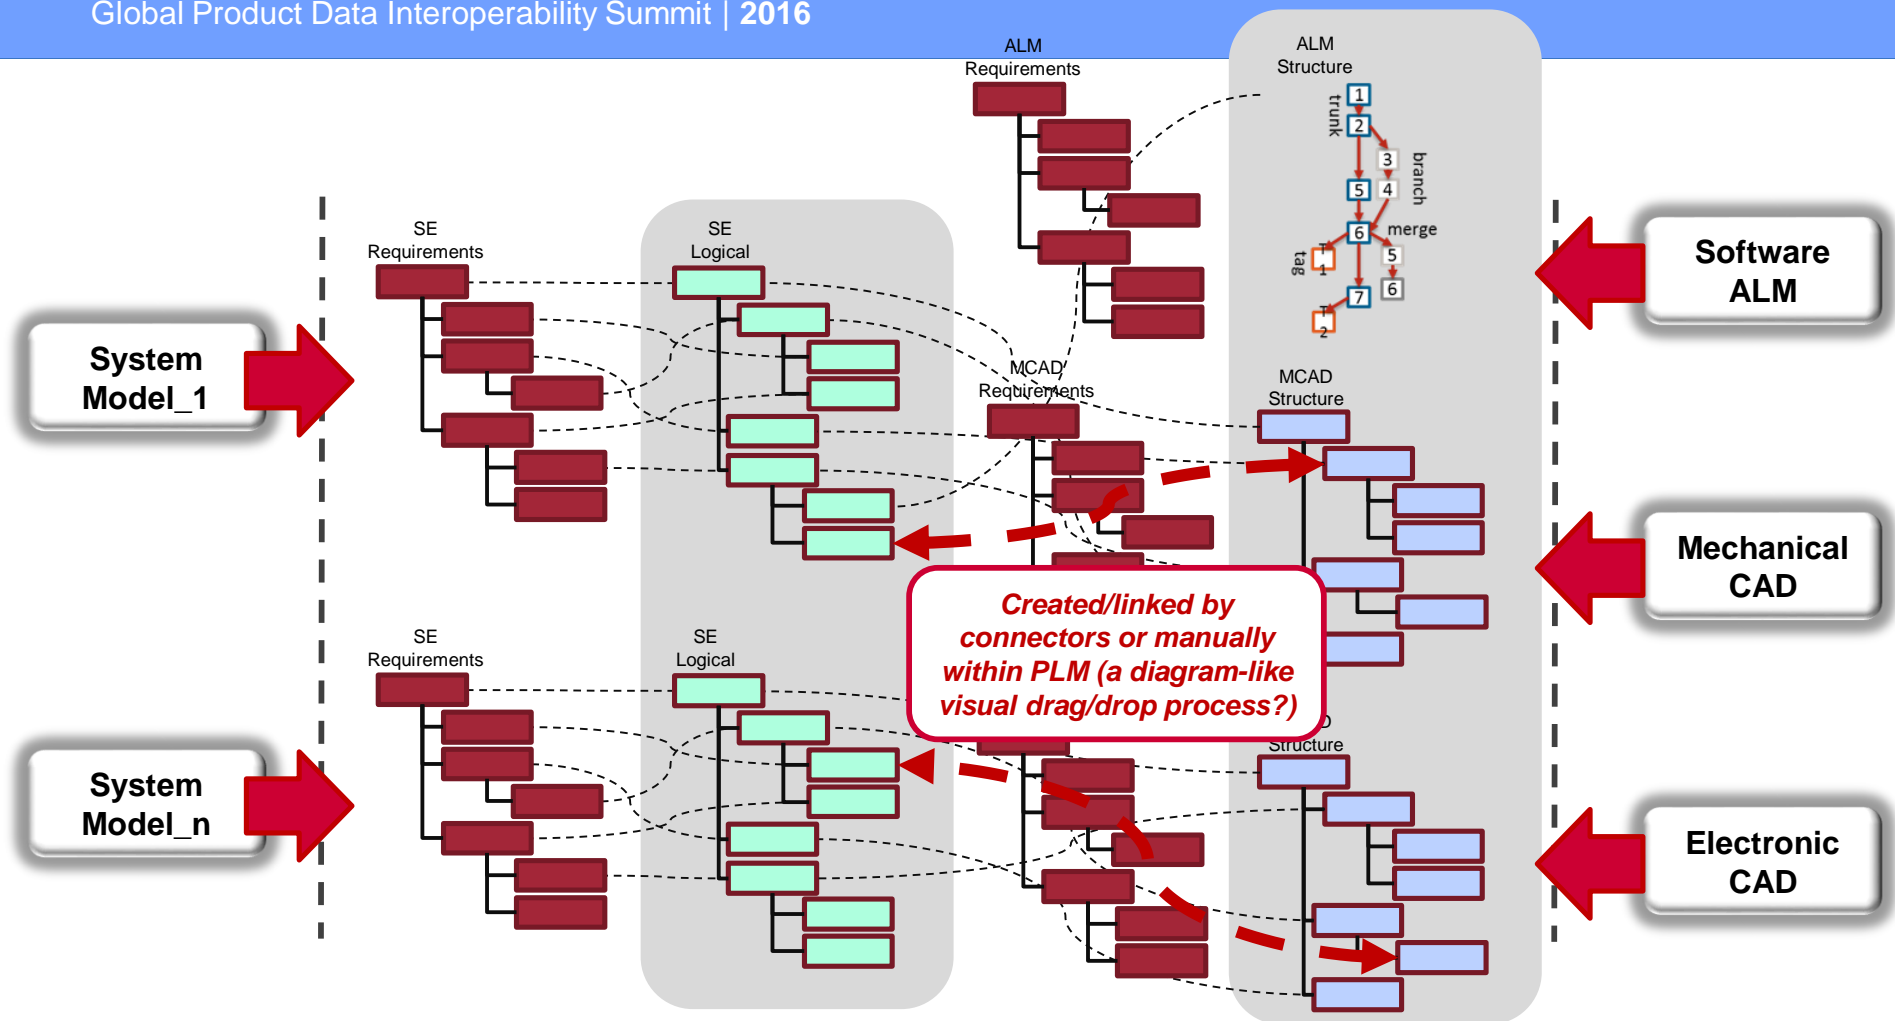 Global Product Data Interoperability Summit | 2016
ALM
Requirements
ALM
Structure
1
trunk
2
3
branch
5
4
6
merge
T
1
tag
5
6
7
T
2
Software
ALM
SE
Requirements
SE
Logical
System
Model_1
MCAD
Requirements
MCAD
Structure
Mechanical
CAD
Created/linked by
connectors or manually
within PLM (a diagram-like
visual drag/drop process?)
SE
Requirements
SE
Logical
D
Structure
System
Model_n
Electronic
CAD